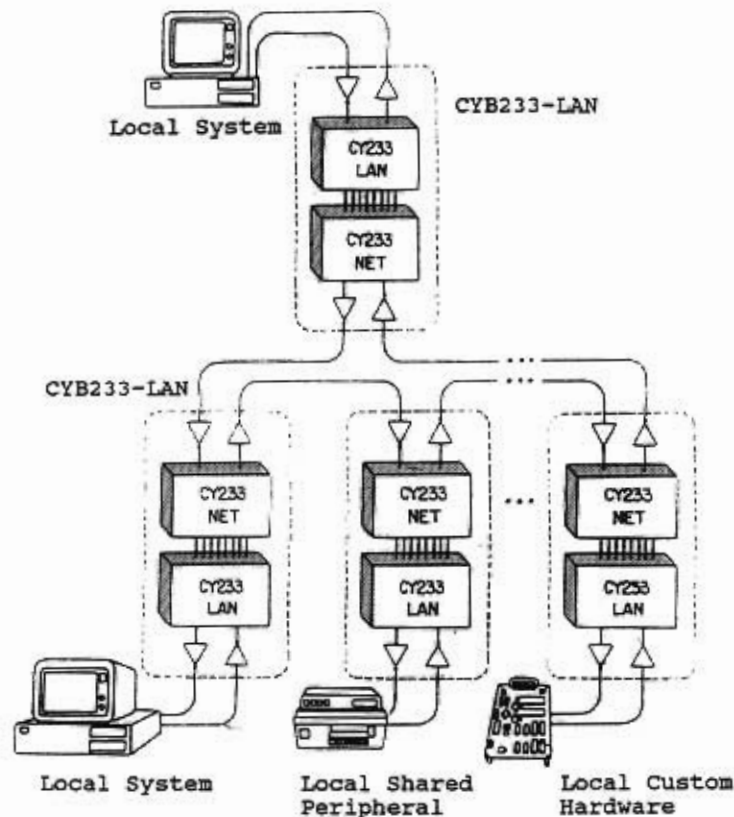 Local System
CYB233-LAN
CY233
LAN
CY233
NET
CYB233-LAN
CY233
NET
CY233
LAN
CY233
NET
CY233
LAN
CY233
NET
CY253
LAN
Local System
Local Shared
Peripheral
Local Custom
Hardware